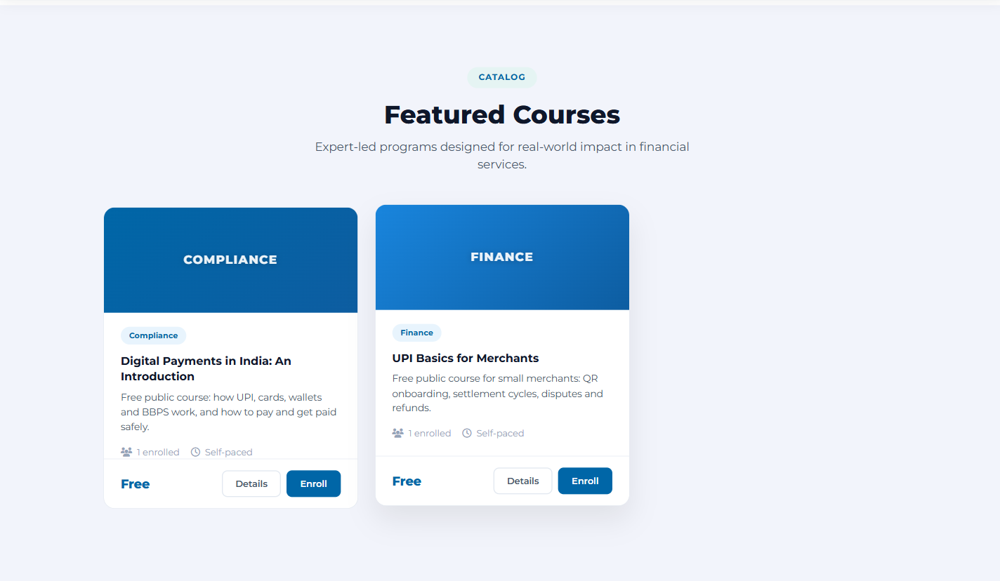 CATALOG
Featured Courses
Expert-led programs designed for real-world impact in financial
services.
COMPLIANCE
Compliance
Digital Payments in India: An
Introduction
Free public course: how UPI, cards, wallets
and BBPS work, and how to pay and get paid
safely.
1 enrolled Self-paced
Free Details Enroll
FINANCE
Finance
UPI Basics for Merchants
Free public course for small merchants: QR
onboarding, settlement cycles, disputes and
refunds.
1 enrolled Self-paced
Free Details Enroll